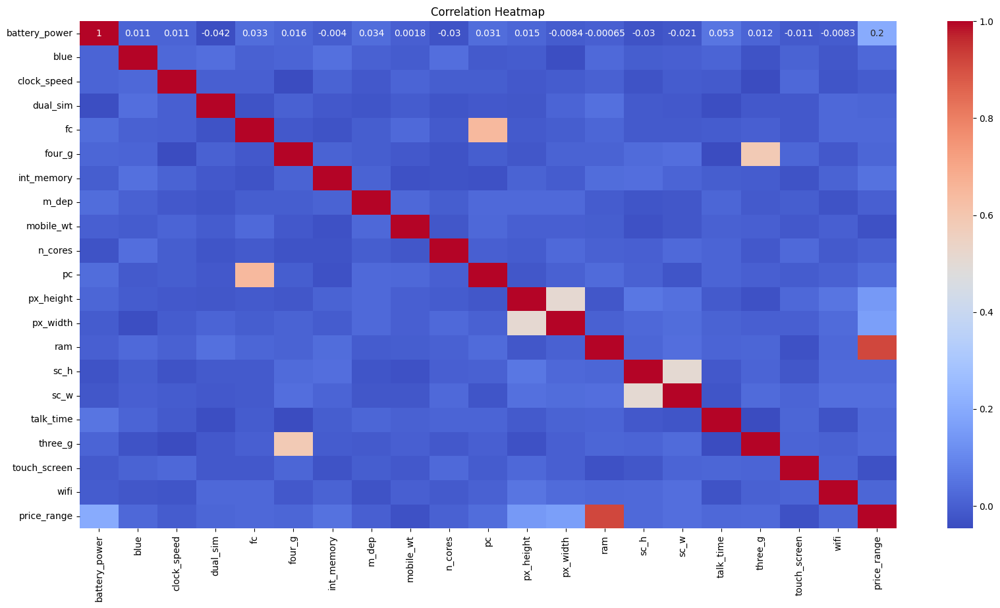 Correlation Heatmap
battery_power 1 0.011 0.011 -0.042 0.033 0.016 -0.004 0.034 0.0018 -0.03 0.031 0.015 -0.0084 -0.00065 -0.03 -0.021 0.053 0.012 -0.011 -0.0083 0.2
blue
clock_speed
dual_sim
fc
four_g
int_memory
m_dep
mobile_wt
n_cores
pc
px_height
px_width
ram
sc_h
sc_w
talk_time
three_g
touch_screen
wifi
price_range
battery_power
blue
clock_speed
dual_sim
fc
four_g
int_memory
m_dep
mobile_wt
n_cores
pc
px_height
px_width
ram
sc_h
sc_w
talk_time
three_g
touch_screen
wifi
price_range
1.0
0.8
0.6
0.4
0.2
0.0